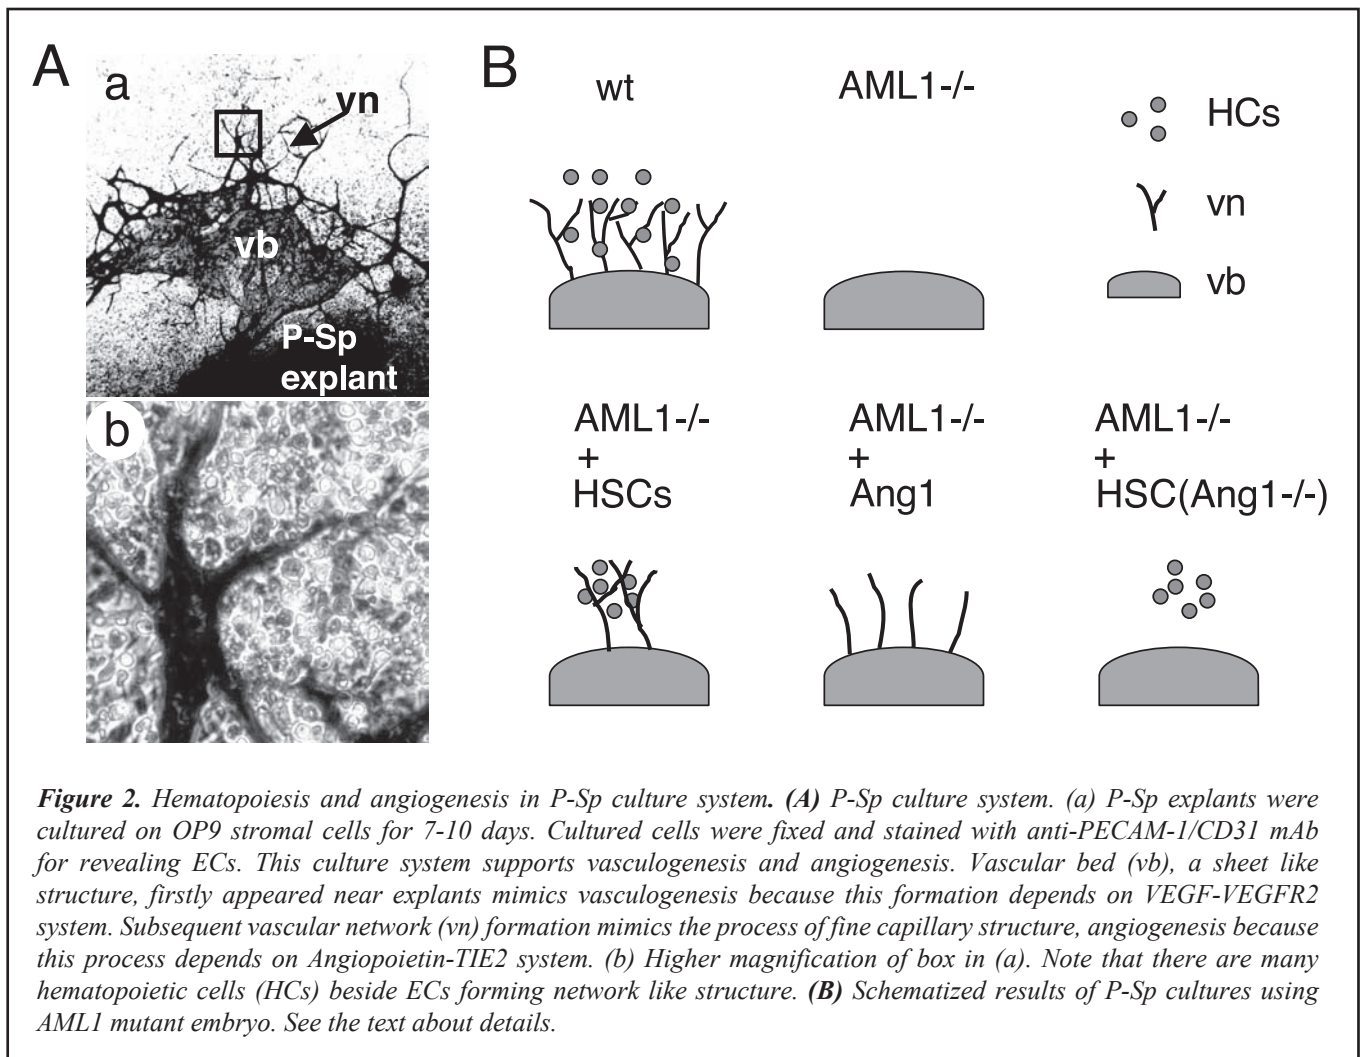 A
a
vn
vb
P-Sp
explant
b
B
wt
AML1-/-
HCs
vn
vb
AML1-/-
+
HSCs
AML1-/-
+
Ang1
AML1-/-
+
HSC(Ang1-/-)
Figure 2. Hematopoiesis and angiogenesis in P-Sp culture system. (A) P-Sp culture system. (a) P-Sp explants were
cultured on OP9 stromal cells for 7-10 days. Cultured cells were fixed and stained with anti-PECAM-1/CD31 mAb
for revealing ECs. This culture system supports vasculogenesis and angiogenesis. Vascular bed (vb), a sheet like
structure, firstly appeared near explants mimics vasculogenesis because this formation depends on VEGF-VEGFR2
system. Subsequent vascular network (vn) formation mimics the process of fine capillary structure, angiogenesis because
this process depends on Angiopoietin-TIE2 system. (b) Higher magnification of box in (a). Note that there are many
hematopoietic cells (HCs) beside ECs forming network like structure. (B) Schematized results of P-Sp cultures using
AML1 mutant embryo. See the text about details.